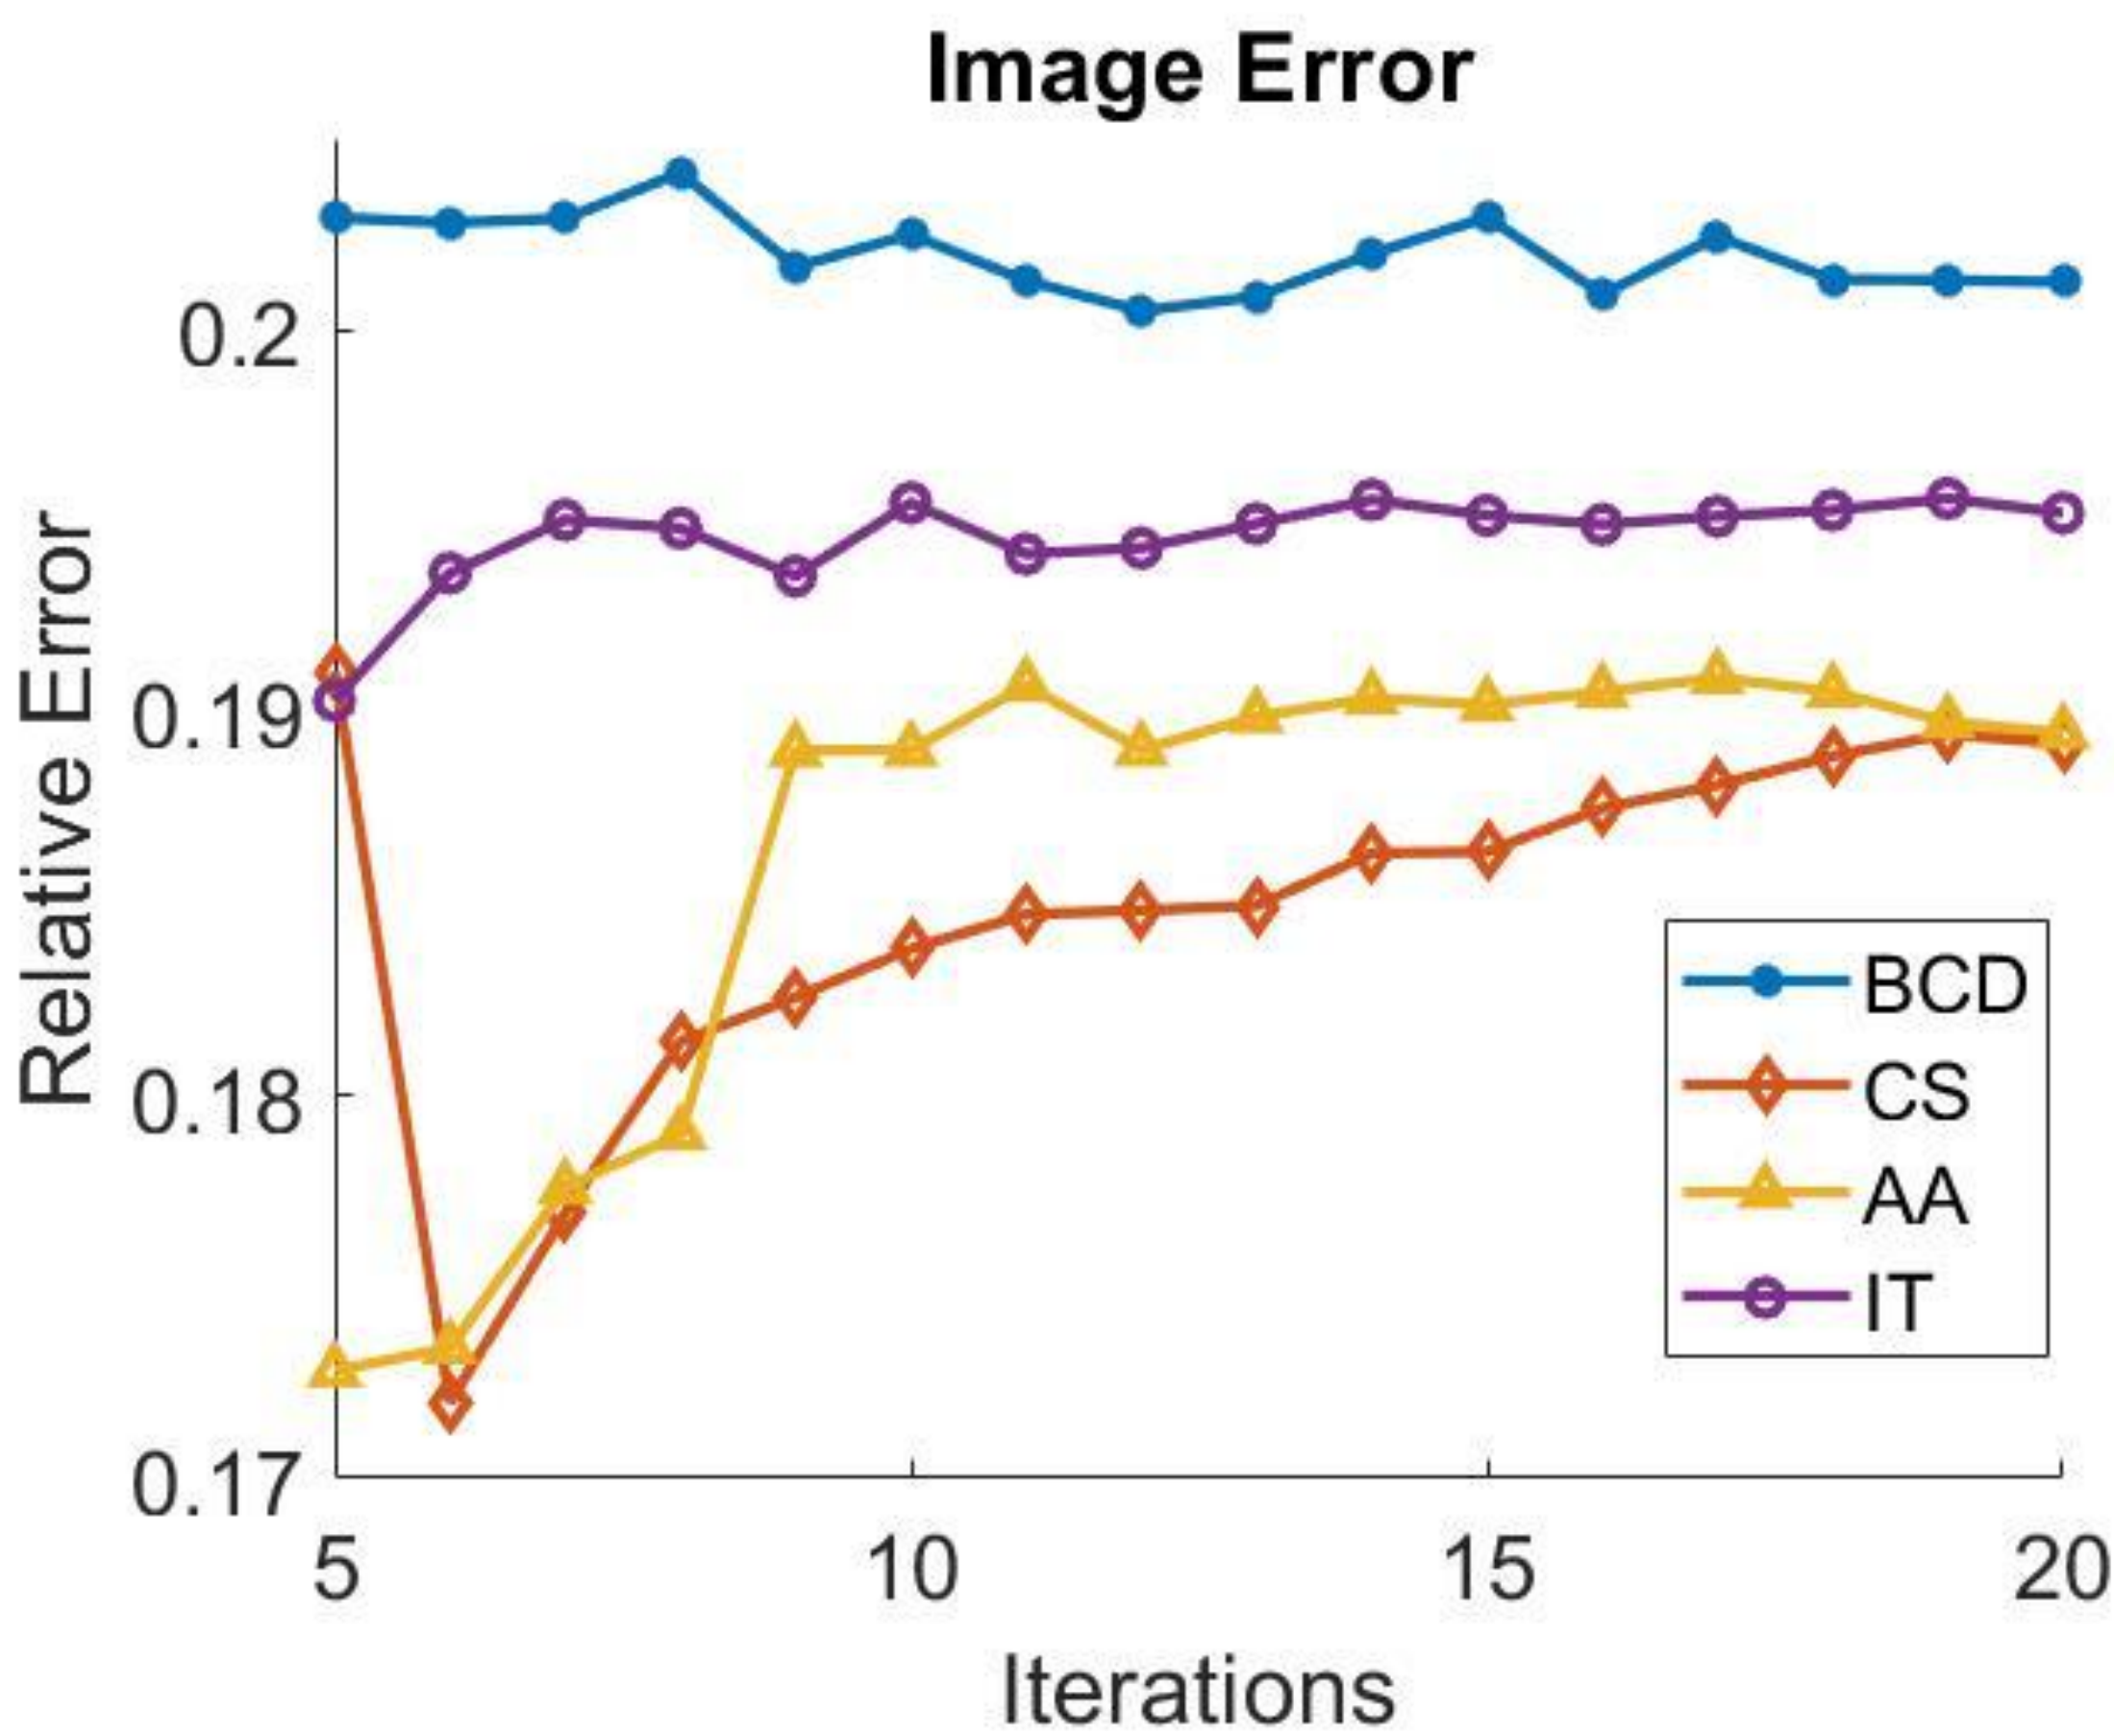 Image Error
Relative Error
0.2
0.19
0.18
0.17
5 10 15 20
Iterations
BCD
CS
AA
IT